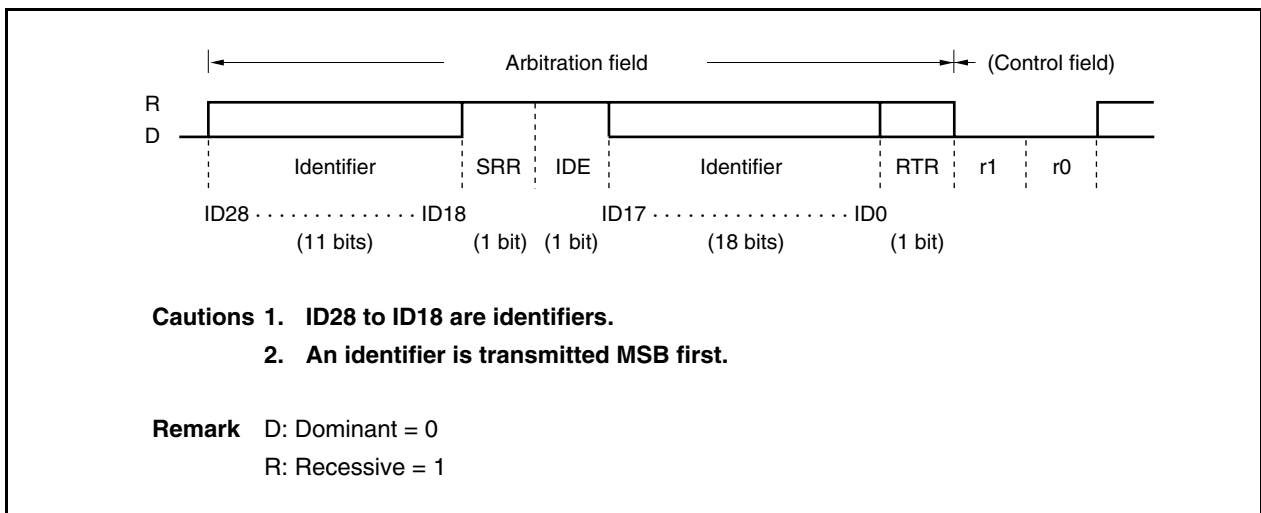 Arbitration field (Control field)
R
D
Identifier SRR IDE Identifier RTR r1 r0
ID28 · · · · · · · · · · · · · · · ID18 ID17 · · · · · · · · · · · · · · · · · · ID0
(11 bits) (1 bit) (1 bit) (18 bits) (1 bit)
Cautions 1. ID28 to ID18 are identifiers.
2. An identifier is transmitted MSB first.
Remark D: Dominant = 0
R: Recessive = 1